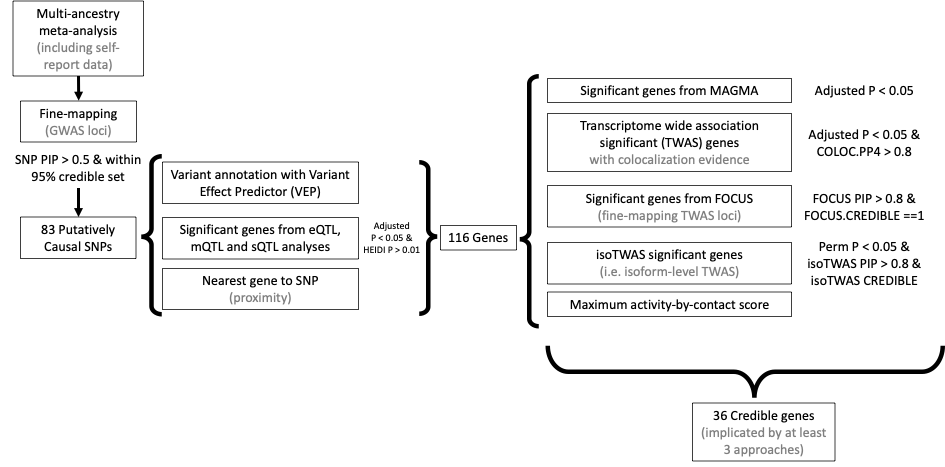 Multi-ancestry
meta-analysis
(including self-
report data)
Fine-mapping
(GWAS loci)
SNP PIP > 0.5 & within
95% credible set
83 Putatively
Causal SNPs
Variant annotation with Variant
Effect Predictor (VEP)
Significant genes from eQTL,
mQTL and sQTL analyses
Adjusted
P < 0.05 &
HEIDI P > 0.01
Nearest gene to SNP
(proximity)
116 Genes
Significant genes from MAGMA
Adjusted P < 0.05
Transcriptome wide association
significant (TWAS) genes
with colocalization evidence
Adjusted P < 0.05 &
COLOC.PP4 > 0.8
Significant genes from FOCUS
(fine-mapping TWAS loci)
FOCUS PIP > 0.8 &
FOCUS.CREDIBLE ==1
isoTWAS significant genes
(i.e. isoform-level TWAS)
Perm P < 0.05 &
isoTWAS PIP > 0.8 &
isoTWAS CREDIBLE
Maximum activity-by-contact score
36 Credible genes
(implicated by at least
3 approaches)